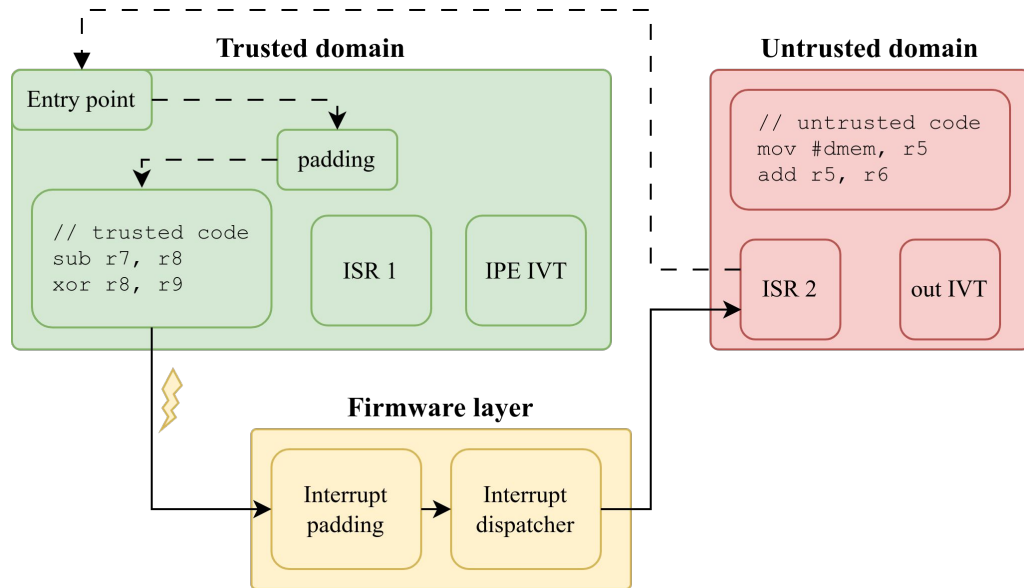 Trusted domain
Untrusted domain
Entry point
padding
// trusted code
sub r7, r8
xor r8, r9
ISR 1
IPE IVT
// untrusted code
mov #dmem, r5
add r5, r6
ISR 2
out IVT
Firmware layer
Interrupt
padding
Interrupt
dispatcher